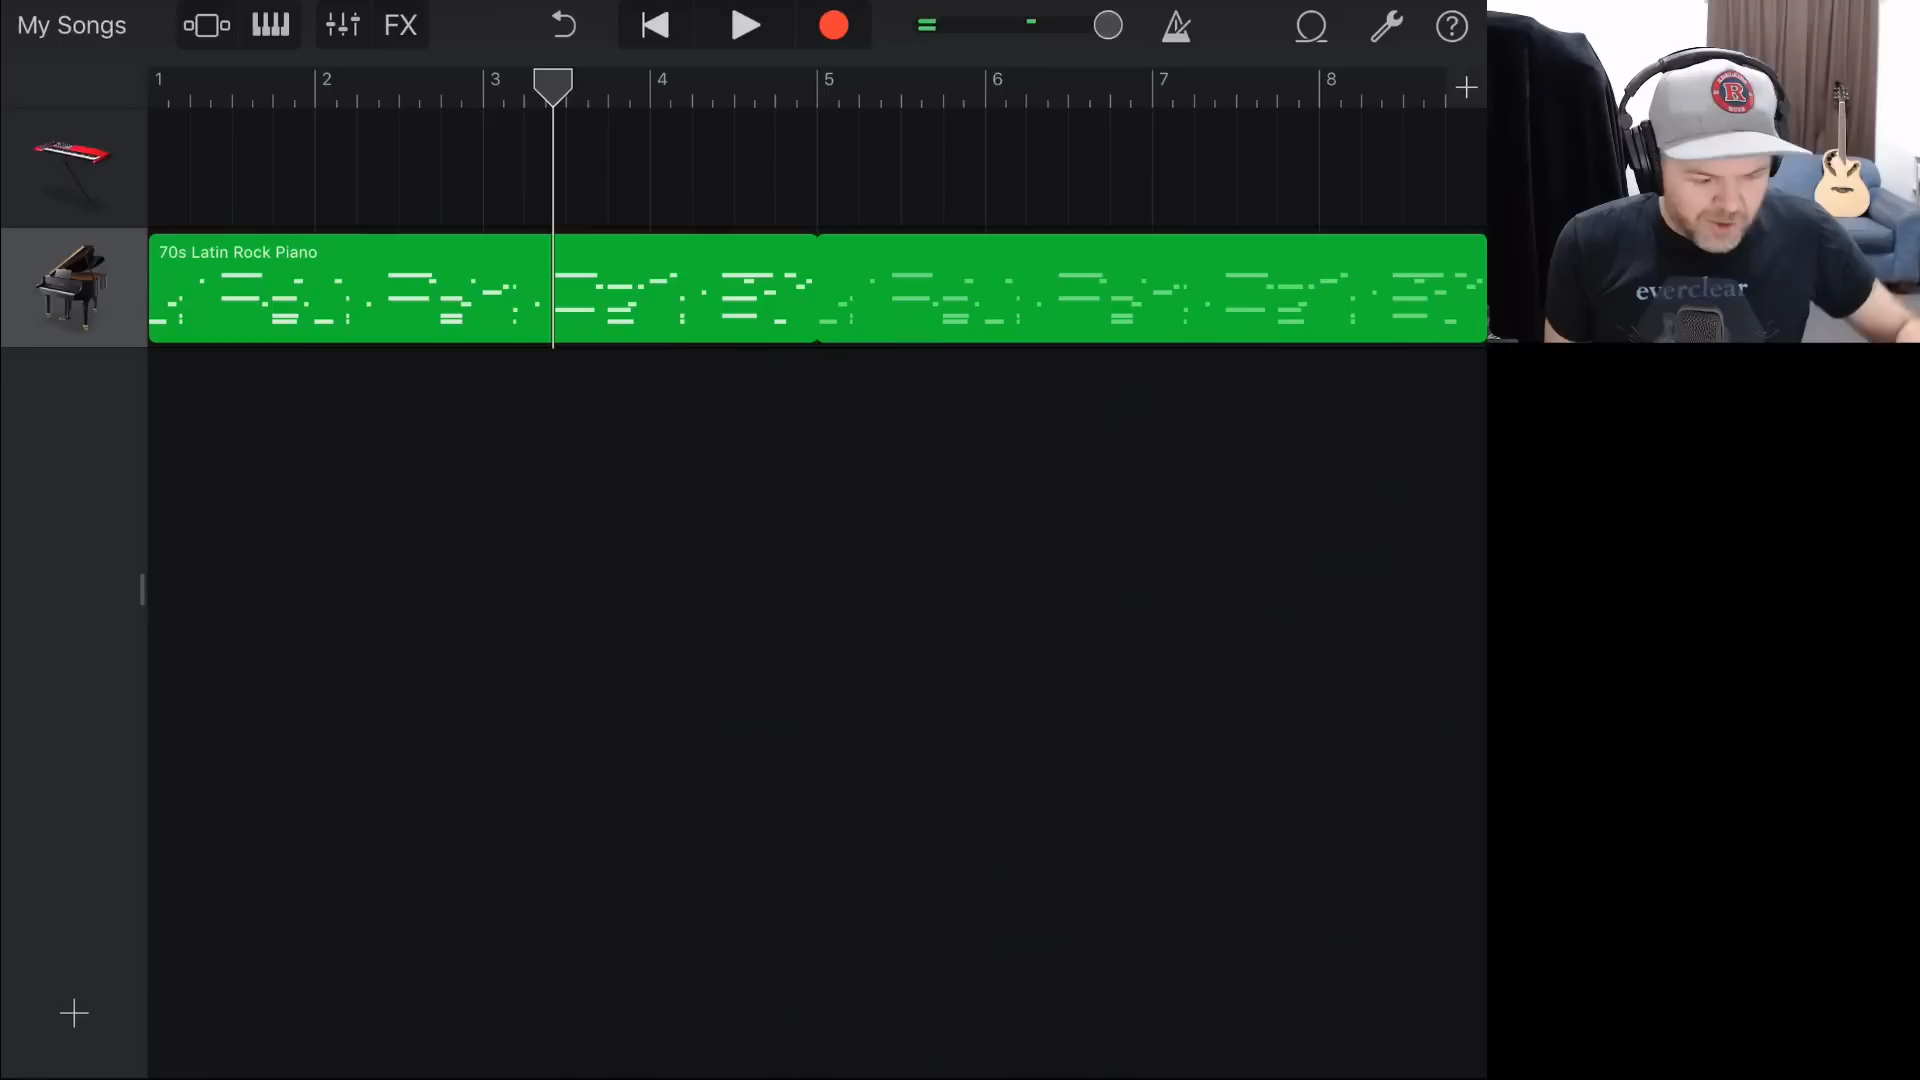 My Songs
FX
?
1 2 3 4 5 6 7 8
70s Latin Rock Piano
R
everclear